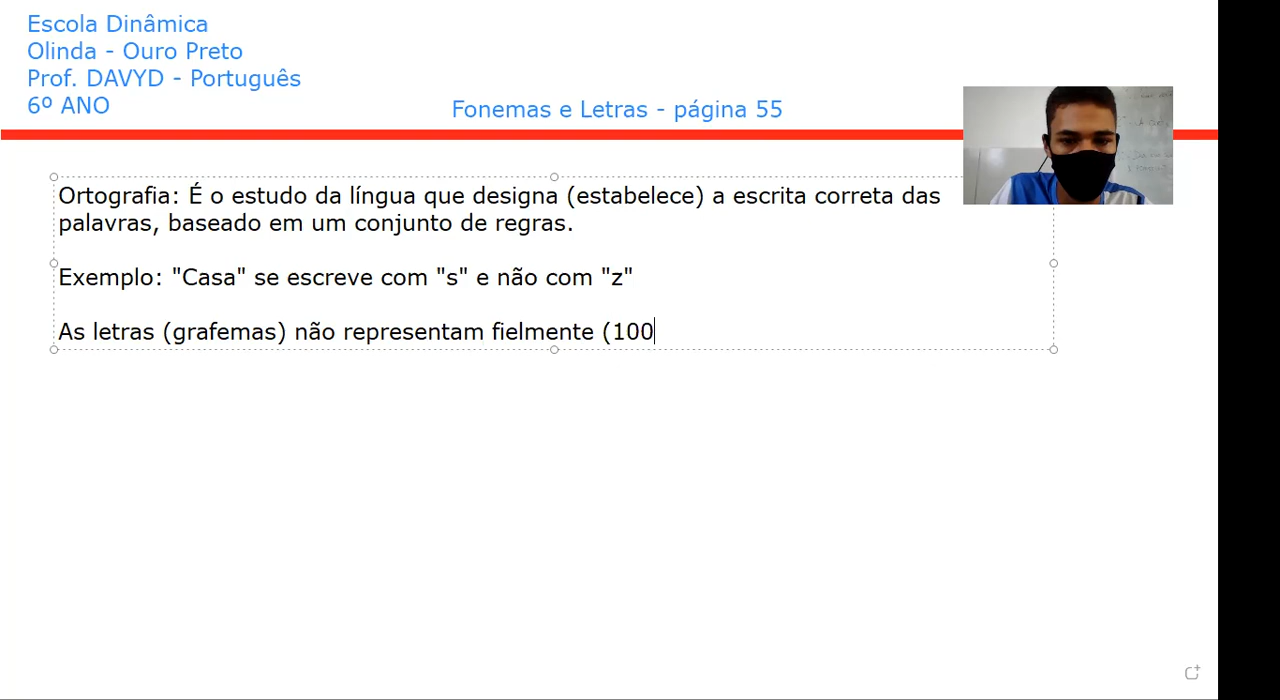 Escola Dinâmica
Olinda - Ouro Preto
Prof. DAVYD - Português
6º ANO
Fonemas e Letras - página 55
Ortografia: É o estudo da língua que designa (estabelece) a escrita correta das
palavras, baseado em um conjunto de regras.
Exemplo: "Casa" se escreve com "s" e não com "z"
As letras (grafemas) não representam fielmente (100